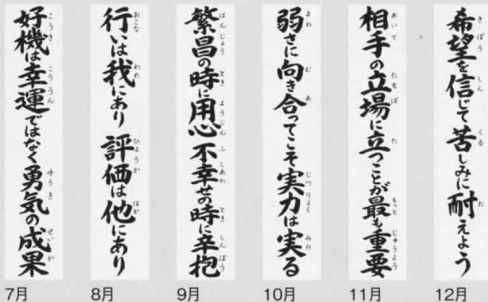 希望を信じて苦しみに耐えよう
12月
相手の立場に立つことが最も重要
11月
弱さに向き合ってこそ実力は実る
10月
繁昌の時に用心 不幸せの時に辛抱
9月
行いは我にあり 評価は他にあり
8月
好機は幸運ではなく勇気の成果
7月